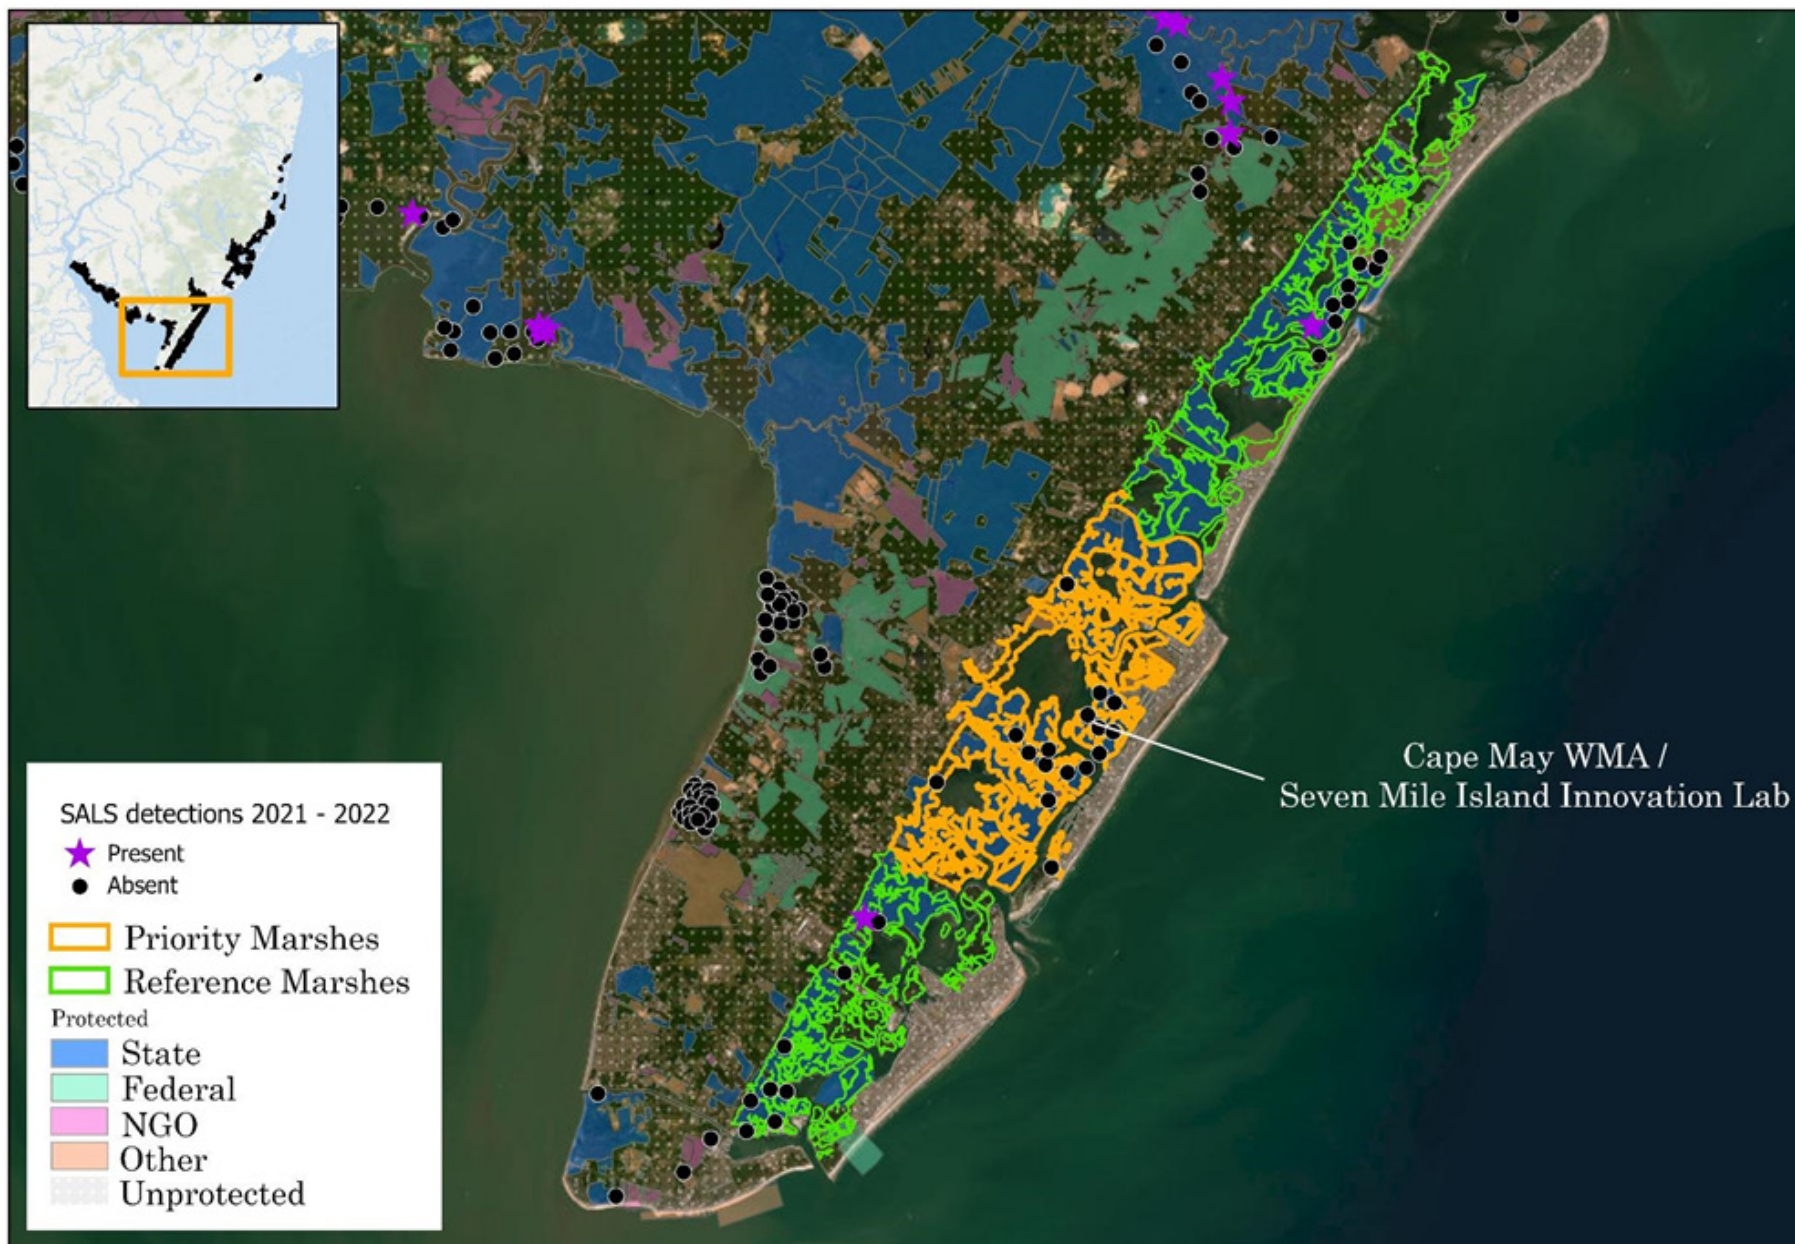 Cape May WMA /
Seven Mile Island Innovation Lab
SALS detections 2021 - 2022
Present
Absent
Priority Marshes
Reference Marshes
Protected
State
Federal
NGO
Other
Unprotected